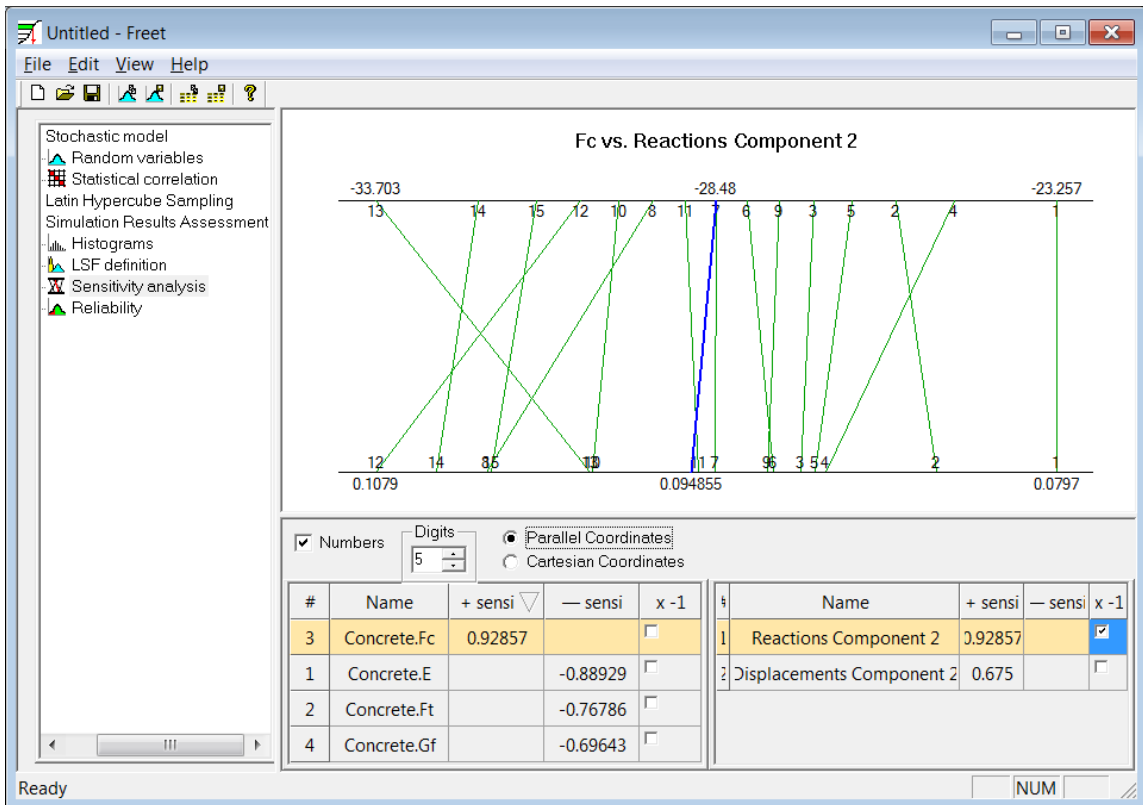 Untitled - Freet
File Edit View Help
Stochastic model
Random variables
Statistical correlation
Latin Hypercube Sampling
Simulation Results Assessment
Histograms
LSF definition
Sensitivity analysis
Reliability
Fc vs. Reactions Component 2
-33.703 -28.48 -23.257
13 14 15 12 10 8 11 7 6 9 3 5 2 4 1
12 14 11 7 3 5 4 2 1
0.1079 0.094855 0.0797
Numbers Digits 5 Parallel Coordinates
Cartesian Coordinates
# Name + sensi — sensi x -1
3 Concrete.Fc 0.92857
1 Concrete.E -0.88929
2 Concrete.Ft -0.76786
4 Concrete.Gf -0.69643
Name + sensi — sensi x -1
1 Reactions Component 2 0.92857
2 Displacements Component 2 0.675
Ready NUM